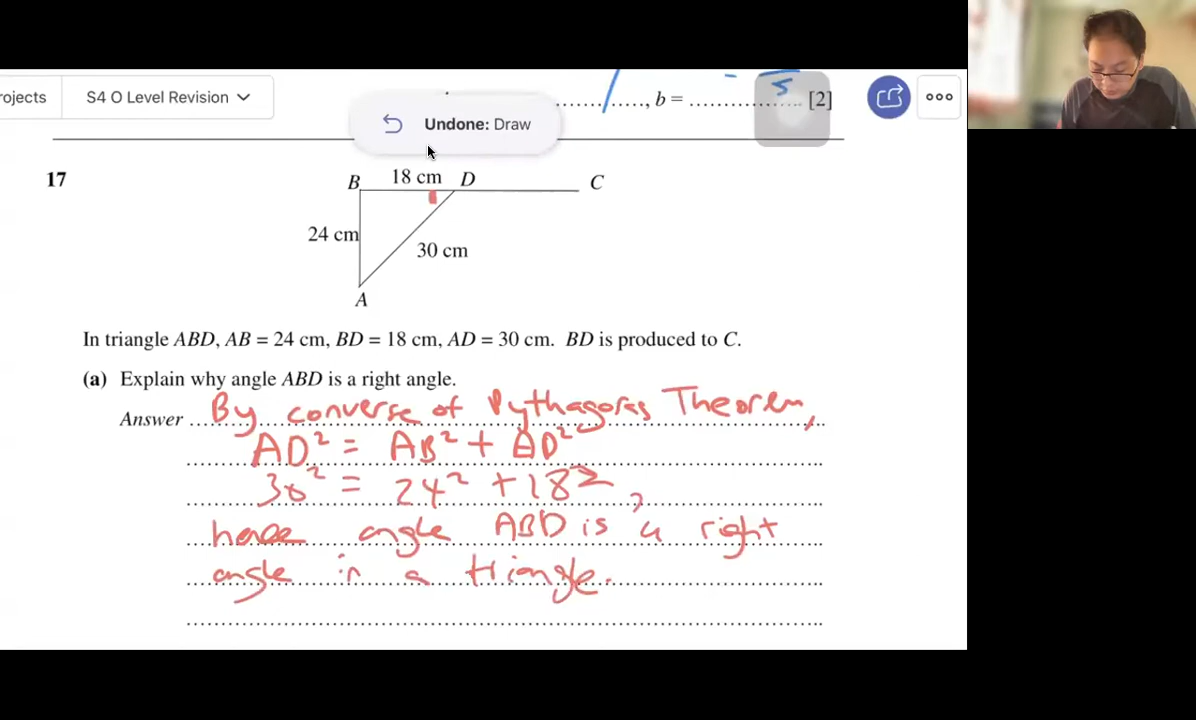 rojects
S4 O Level Revision
Undone: Draw
......, b = ................ [2]
5
17
B 18 cm D C
24 cm
30 cm
A
In triangle ABD, AB = 24 cm, BD = 18 cm, AD = 30 cm. BD is produced to C.
(a) Explain why angle ABD is a right angle.
Answer By converse of Pythagoras Theorem,
AD² = AB² + BD²
30² = 24² + 18²,
hence angle ABD is a right
angle in a triangle.